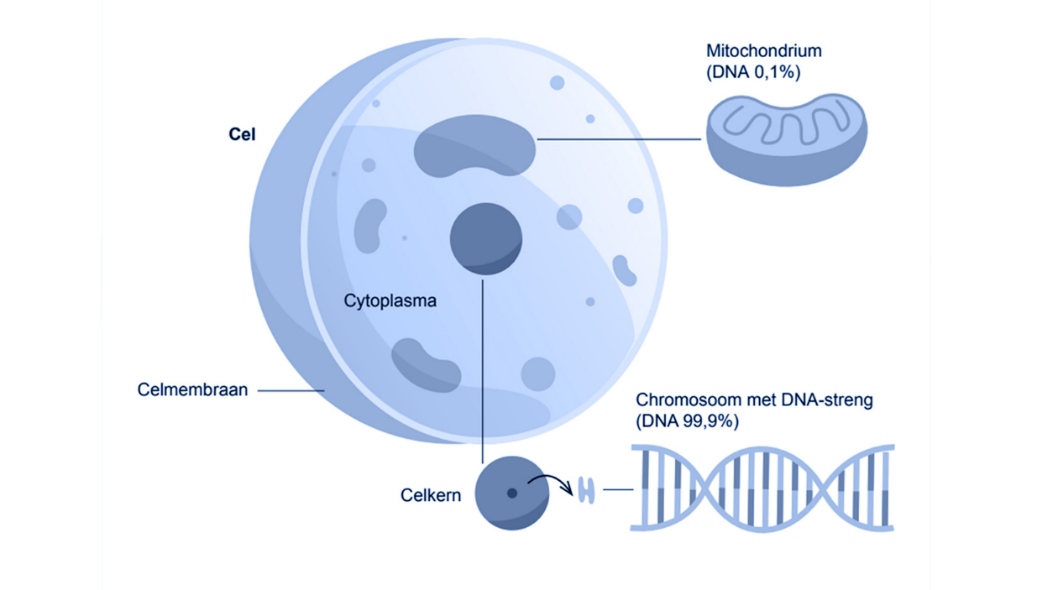 Mitochondrium
(DNA 0,1%)
Cel
Cytoplasma
Celmembraan
Chromosoom met DNA-streng
(DNA 99,9%)
Celkern